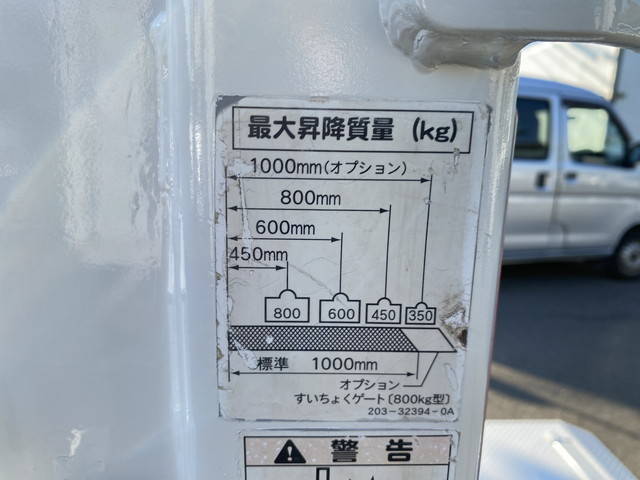 最大昇降質量 (kg)
1000mm(オプション)
800mm
600mm
450mm
800 600 450 350
標準 1000mm
オプション
すいちょくゲート〔800kg型〕
203-32394-0A
警告